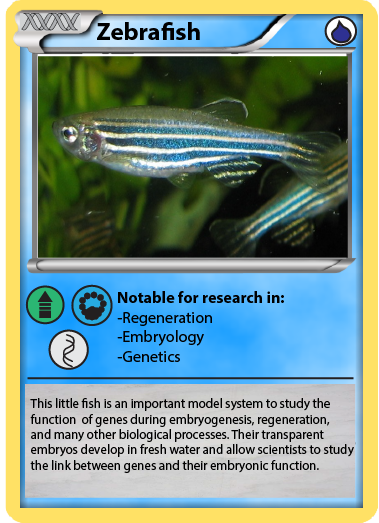 Zebrafish
Notable for research in:
-Regeneration
-Embryology
-Genetics
This little fish is an important model system to study the
function of genes during embryogenesis, regeneration,
and many other biological processes. Their transparent
embryos develop in fresh water and allow scientists to study
the link between genes and their embryonic function.